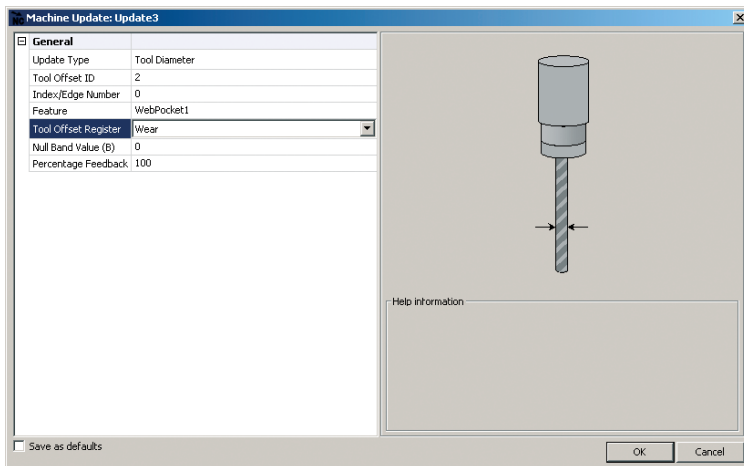 Machine Update: Update3
General
Update Type Tool Diameter
Tool Offset ID 2
Index/Edge Number 0
Feature WebPocket1
Tool Offset Register Wear
Null Band Value (B) 0
Percentage Feedback 100
Help information
Save as defaults
OK Cancel